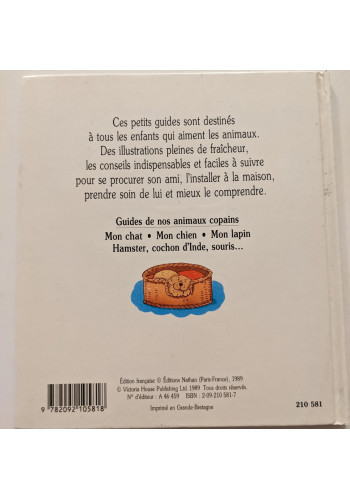 Ces petits guides sont destinés
à tous les enfants qui aiment les animaux.
Des illustrations pleines de fraîcheur,
les conseils indispensables et faciles à suivre
pour se procurer son ami, l'installer à la maison,
prendre soin de lui et mieux le comprendre.
Guides de nos animaux copains
Mon chat • Mon chien • Mon lapin
Hamster, cochon d'Inde, souris...
Édition française © Éditions Nathan (Paris-France), 1989
© Victoria House Publishing Ltd. 1989 Tous droits réservés.
N° d'éditeur : A 46 459 ISBN : 2-09-210 581-7
Imprimé en Grande-Bretagne
9 782092 105818
210 581